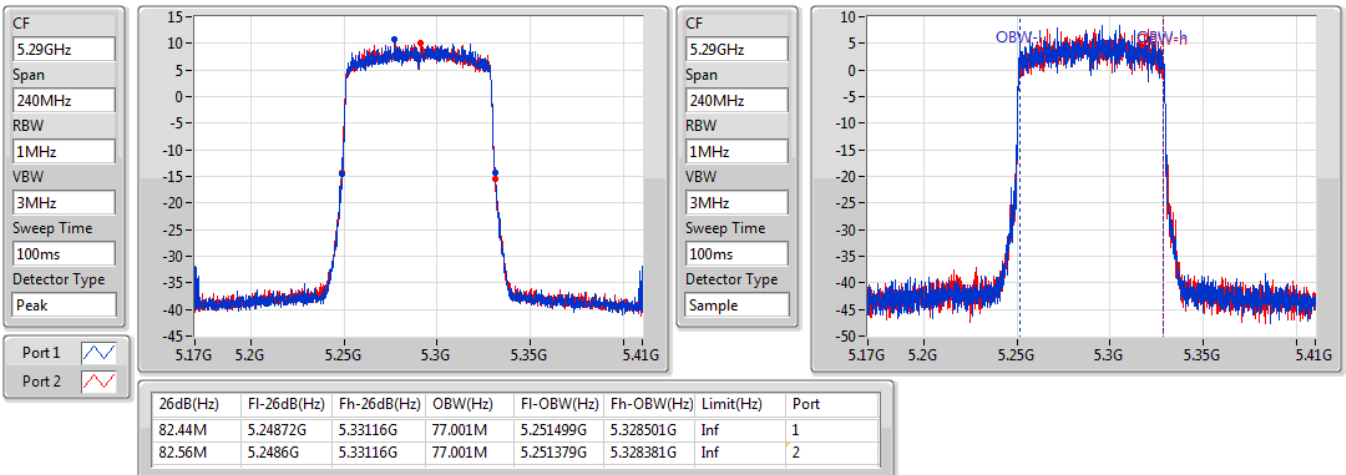 CF
5.29GHz
Span
240MHz
RBW
1MHz
VBW
3MHz
Sweep Time
100ms
Detector Type
Peak
Port 1
Port 2
15
10
5
0
-5
-10
-15
-20
-25
-30
-35
-40
-45
5.17G 5.2G 5.25G 5.3G 5.35G 5.41G
CF
5.29GHz
Span
240MHz
RBW
1MHz
VBW
3MHz
Sweep Time
100ms
Detector Type
Sample
10
5
0
-5
-10
-15
-20
-25
-30
-35
-40
-45
-50
OBW-l OBW-h
5.17G 5.2G 5.25G 5.3G 5.35G 5.41G
26dB(Hz) Fl-26dB(Hz) Fh-26dB(Hz) OBW(Hz) Fl-OBW(Hz) Fh-OBW(Hz) Limit(Hz) Port
82.44M 5.24872G 5.33116G 77.001M 5.251499G 5.328501G Inf 1
82.56M 5.2486G 5.33116G 77.001M 5.251379G 5.328381G Inf 2